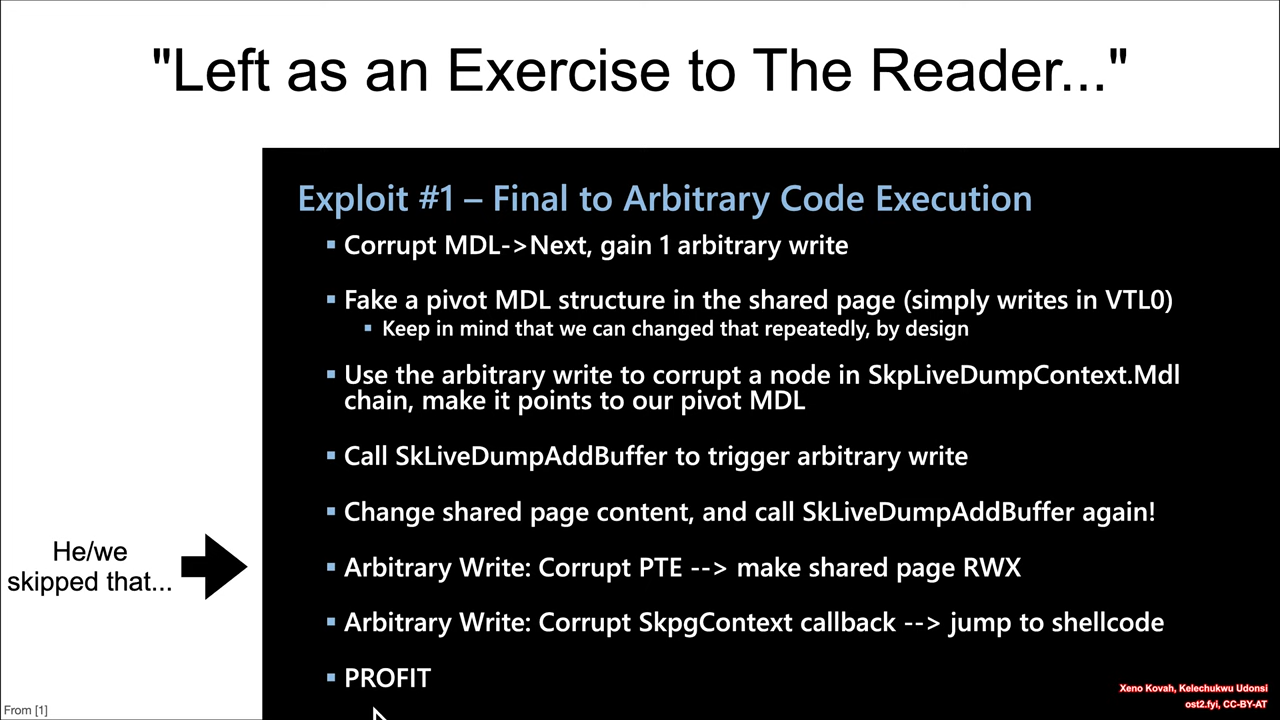 "Left as an Exercise to The Reader..."
Exploit #1 – Final to Arbitrary Code Execution
▪ Corrupt MDL->Next, gain 1 arbitrary write
▪ Fake a pivot MDL structure in the shared page (simply writes in VTL0)
▪ Keep in mind that we can changed that repeatedly, by design
▪ Use the arbitrary write to corrupt a node in SkpLiveDumpContext.Mdl
chain, make it points to our pivot MDL
▪ Call SkLiveDumpAddBuffer to trigger arbitrary write
▪ Change shared page content, and call SkLiveDumpAddBuffer again!
He/we
skipped that...
▪ Arbitrary Write: Corrupt PTE --> make shared page RWX
▪ Arbitrary Write: Corrupt SkpgContext callback --> jump to shellcode
▪ PROFIT
Xeno Kovah, Kelechukwu Udonsi
ost2.fyi, CC-BY-AT
From [1]